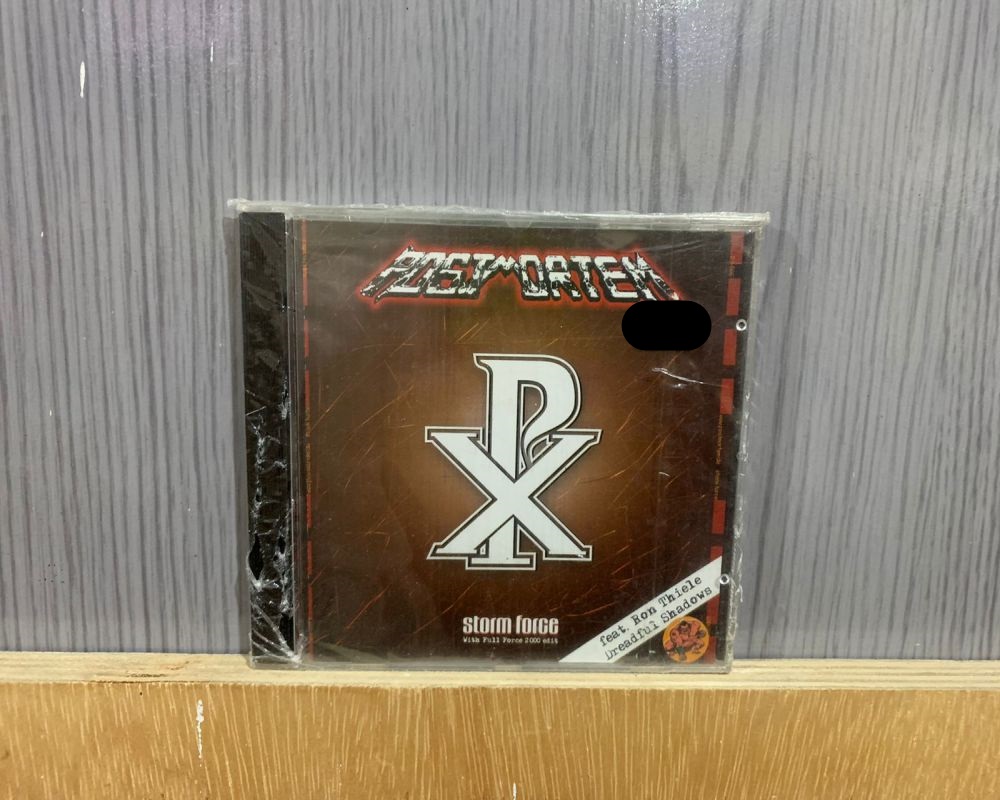 POSTMORTEM
storm force
With Full Force 2000 edit
feat. Ron Thiele
Dreadful Shadows